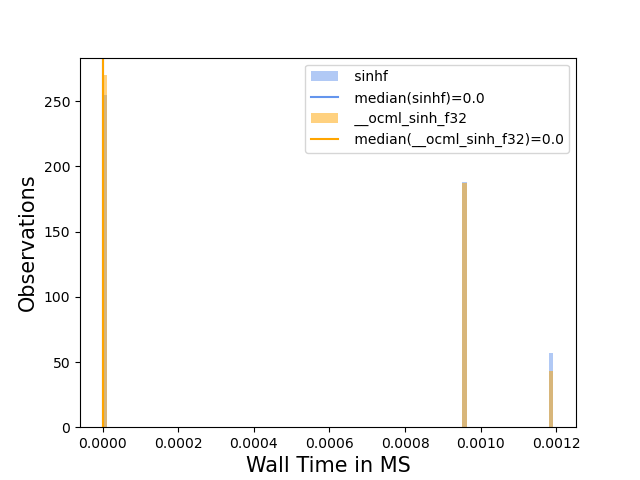 sinhf
median(sinhf)=0.0
__ocml_sinh_f32
median(__ocml_sinh_f32)=0.0
250
200
150
100
50
0
Observations
0.0000 0.0002 0.0004 0.0006 0.0008 0.0010 0.0012
Wall Time in MS